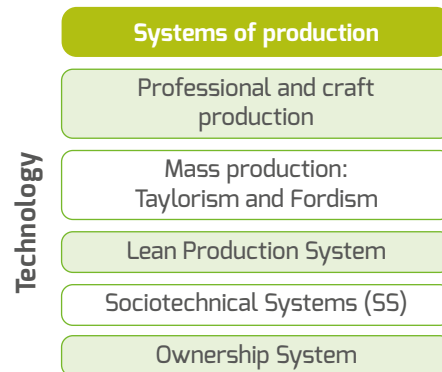 Systems of production
Professional and craft
production
Technology
Mass production:
Taylorism and Fordism
Lean Production System
Sociotechnical Systems (SS)
Ownership System